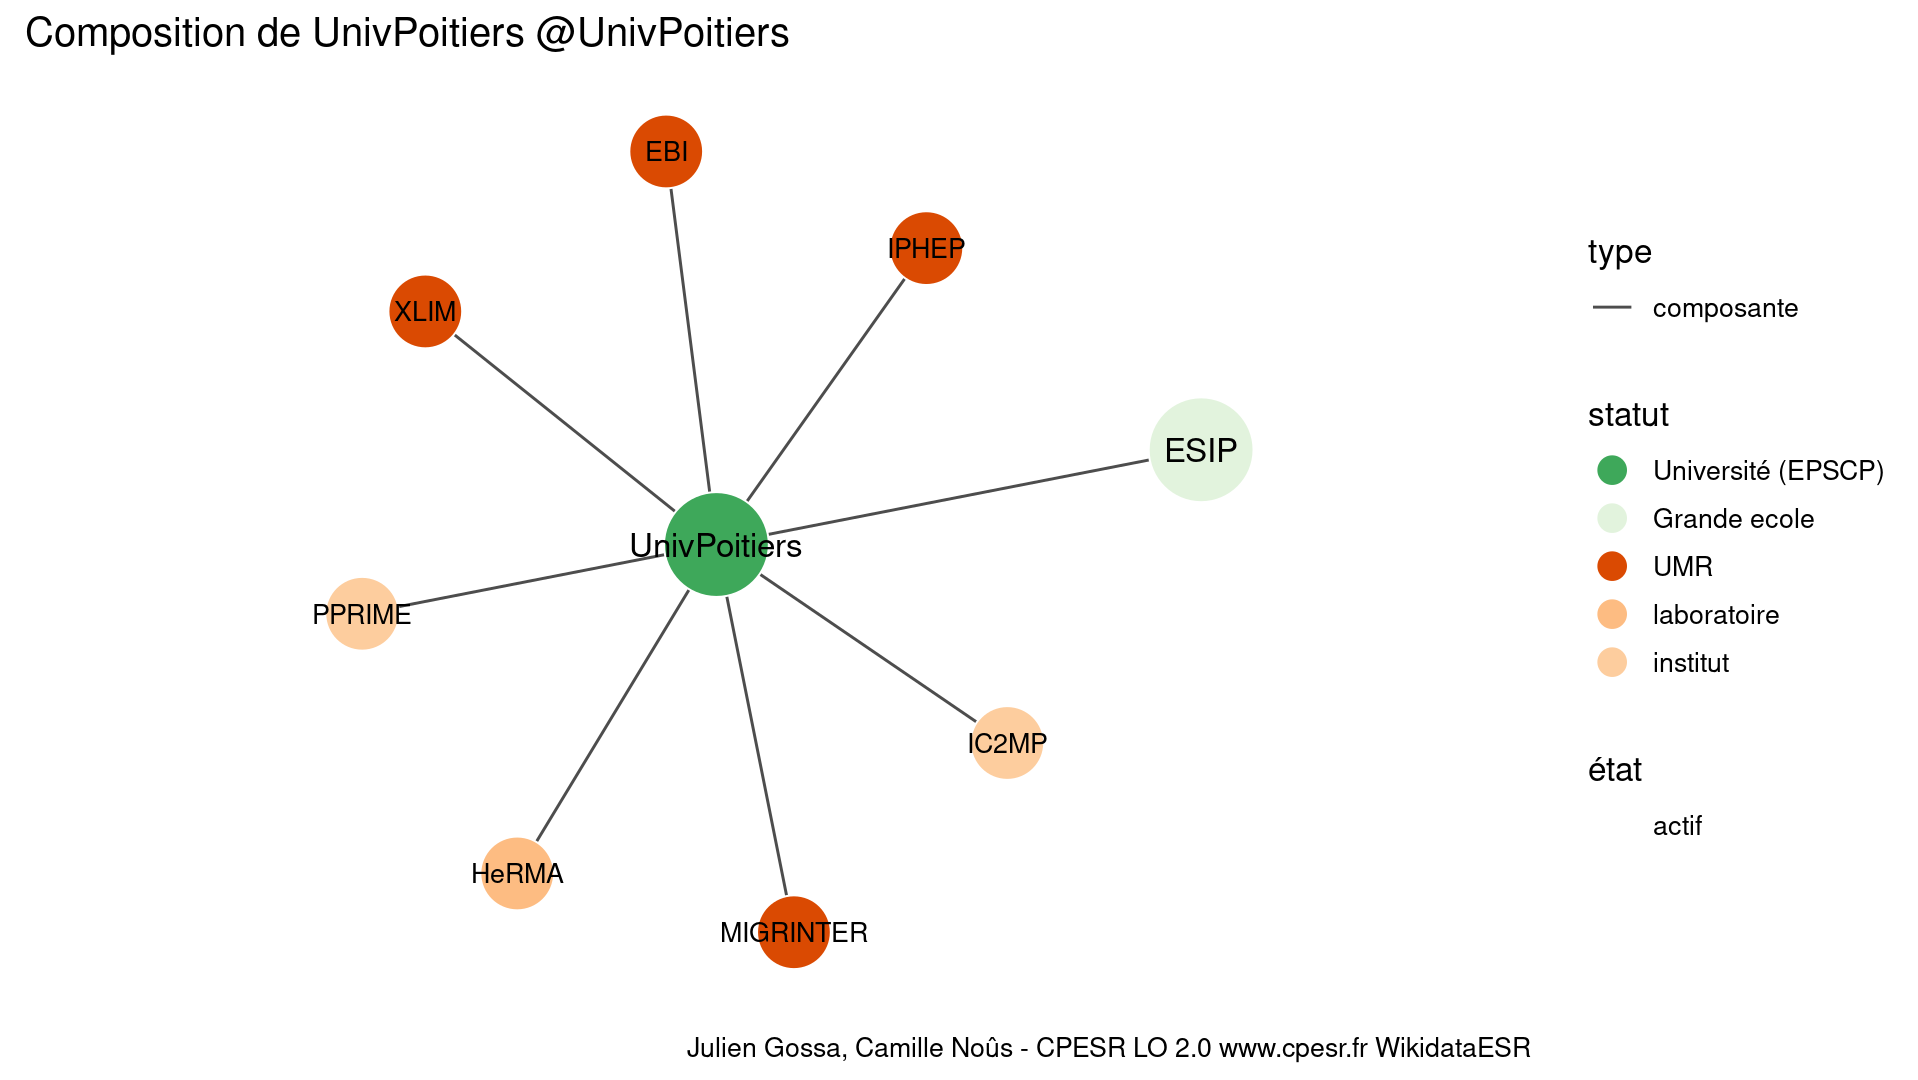 Composition de UnivPoitiers @UnivPoitiers
EBI
IPHEP
XLIM
ESIP
UnivPoitiers
PPRIME
IC2MP
HeRMA
MIGRINTER
type
composante
statut
Université (EPSCP)
Grande ecole
UMR
laboratoire
institut
état
actif
Julien Gossa, Camille Noûs - CPESR LO 2.0 www.cpesr.fr WikidataESR